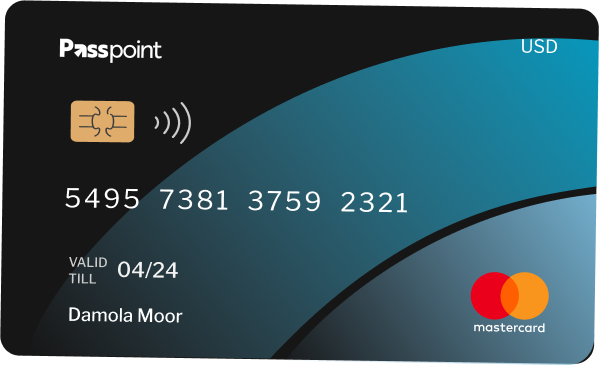 Passpoint
USD
5495 7381 3759 2321
VALID
TILL
04/24
Damola Moor
mastercard